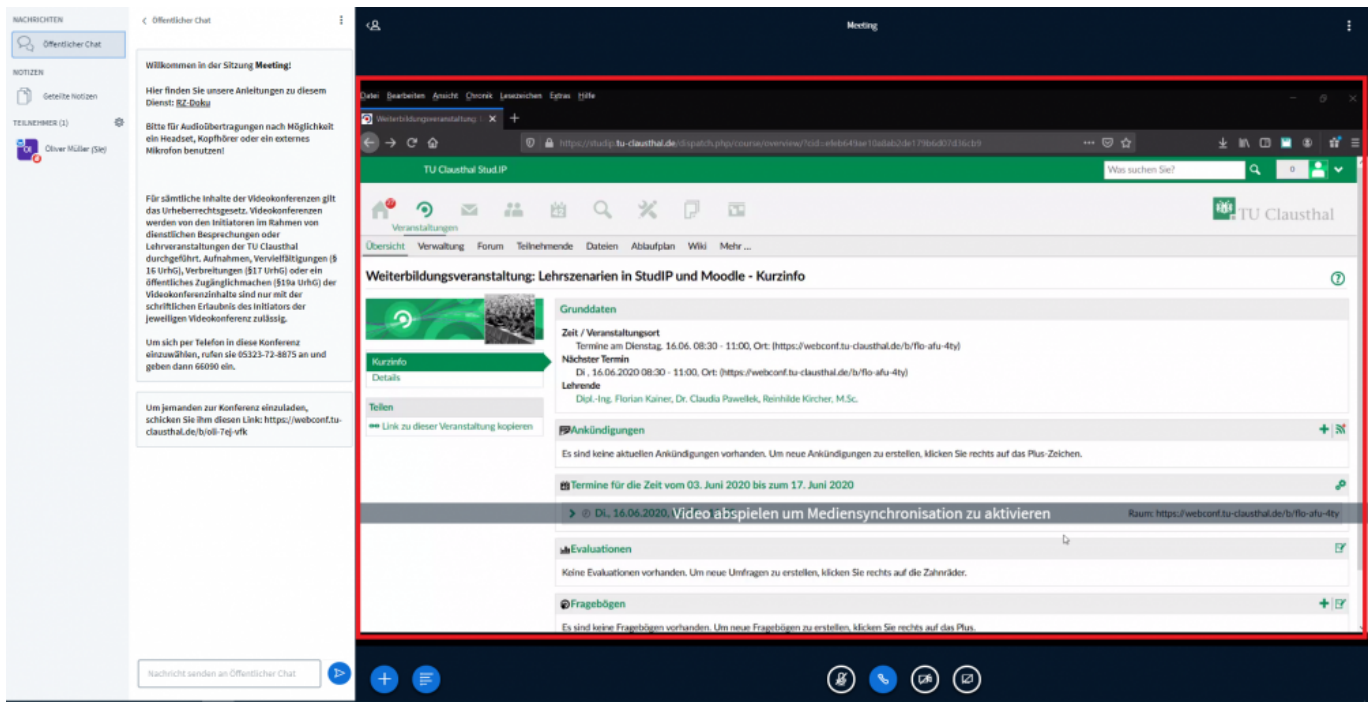 NACHRICHTEN
Öffentlicher Chat
NOTIZEN
Geteilte Notizen
TEILNEHMER (1)
Ol
Oliver Müller (Sie)
Öffentlicher Chat
Willkommen in der Sitzung Meeting!
Hier finden Sie unsere Anleitungen zu diesem
Dienst: RZ-Doku
Bitte für Audioübertragungen nach Möglichkeit
ein Headset, Kopfhörer oder ein externes
Mikrofon benutzen!
Für sämtliche Inhalte der Videokonferenzen gilt
das Urheberrechtsgesetz. Videokonferenzen
werden von den Initiatoren im Rahmen von
dienstlichen Besprechungen oder
Lehrveranstaltungen der TU Clausthal
durchgeführt. Aufnahmen, Vervielfältigungen (§
16 UrhG), Verbreitungen (§17 UrhG) oder ein
öffentliches Zugänglichmachen (§19a UrhG) der
Videokonferenzinhalte sind nur mit der
schriftlichen Erlaubnis des Initiators der
jeweiligen Videokonferenz zulässig.
Um sich per Telefon in diese Konferenz
einzuwählen, rufen sie 05323-72-8875 an und
geben dann 66090 ein.
Um jemanden zur Konferenz einzuladen,
schicken Sie ihm diesen Link: https://webconf.tu-
clausthal.de/b/oli-7ej-vfk
Nachricht senden an Öffentlicher Chat
Meeting
Datei Bearbeiten Ansicht Chronik Lesezeichen Extras Hilfe
Weiterbildungsveranstaltung: L
https://studip.tu-clausthal.de/dispatch.php/course/overview/
TU Clausthal Stud.IP
Was suchen Sie?
0
Veranstaltungen
TU Clausthal
Übersicht Verwaltung Forum Teilnehmende Dateien Ablaufplan Wiki Mehr ...
Weiterbildungsveranstaltung: Lehrszenarien in StudIP und Moodle - Kurzinfo
Kurzinfo
Details
Teilen
Link zu dieser Veranstaltung kopieren
Grunddaten
Zeit / Veranstaltungsort
Termine am Dienstag. 16.06. 08:30 - 11:00, Ort: (https://webconf.tu-clausthal.de/b/flo-afu-4ty)
Nächster Termin
Di , 16.06.2020 08:30 - 11:00, Ort: (https://webconf.tu-clausthal.de/b/flo-afu-4ty)
Lehrende
Dipl.-Ing. Florian Kainer, Dr. Claudia Pawellek, Reinhilde Kircher, M.Sc.
Ankündigungen
Es sind keine aktuellen Ankündigungen vorhanden. Um neue Ankündigungen zu erstellen, klicken Sie rechts auf das Plus-Zeichen.
Termine für die Zeit vom 03. Juni 2020 bis zum 17. Juni 2020
Di., 16.06.2020,
Video abspielen um Mediensynchronisation zu aktivieren
Raum: https://webconf.tu-clausthal.de/b/flo-afu-4ty
Evaluationen
Keine Evaluationen vorhanden. Um neue Umfragen zu erstellen, klicken Sie rechts auf die Zahnräder.
Fragebögen
Es sind keine Fragebögen vorhanden. Um neue Fragebögen zu erstellen, klicken Sie rechts auf das Plus.